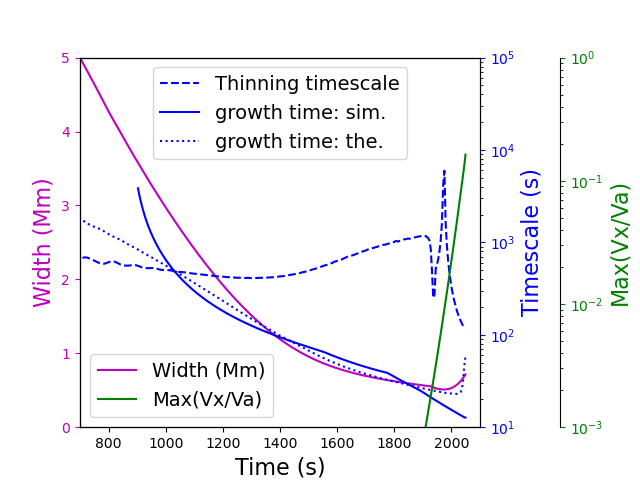 Thinning timescale
growth time: sim.
growth time: the.
Width (Mm)
Max(Vx/Va)
5
4
3
2
1
0
Width (Mm)
800
1000
1200
1400
1600
1800
2000
Time (s)
10^5
10^4
10^3
10^2
10^1
Timescale (s)
10^0
10^-1
10^-2
10^-3
Max(Vx/Va)